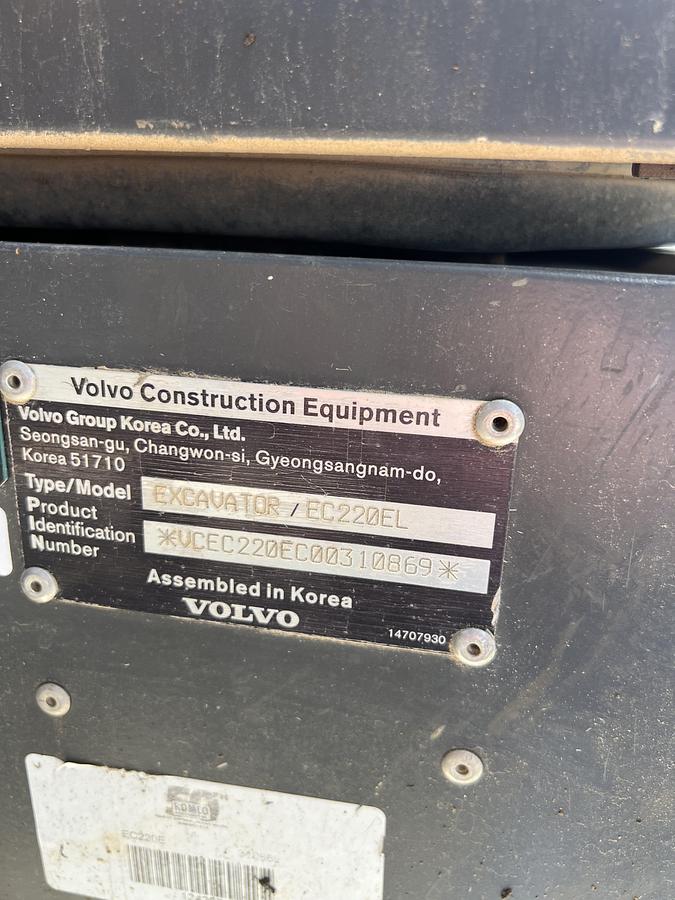 Volvo Construction Equipment
Volvo Group Korea Co., Ltd.
Seongsan-gu, Changwon-si, Gyeongsangnam-do,
Korea 51710
Type/Model EXCAVATOR / EC220EL
Product
Identification
Number *VCEC220EC00310869*
Assembled in Korea
VOLVO
14707930
EC220E